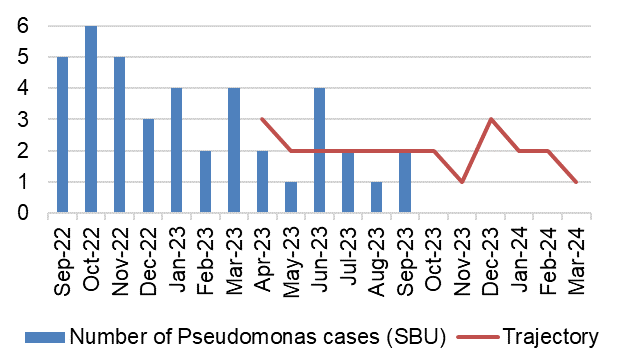 6
5
4
3
2
1
0
Sep-22
Oct-22
Nov-22
Dec-22
Jan-23
Feb-23
Mar-23
Apr-23
May-23
Jun-23
Jul-23
Aug-23
Sep-23
Oct-23
Nov-23
Dec-23
Jan-24
Feb-24
Mar-24
Number of Pseudomonas cases (SBU) Trajectory